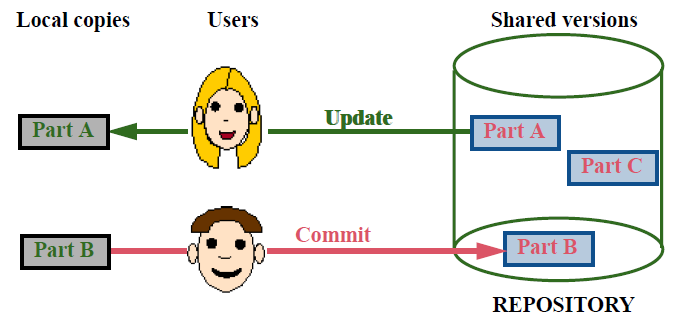 Local copies Users Shared versions
Part A Update Part A
Part C
Commit
Part B Part B
REPOSITORY